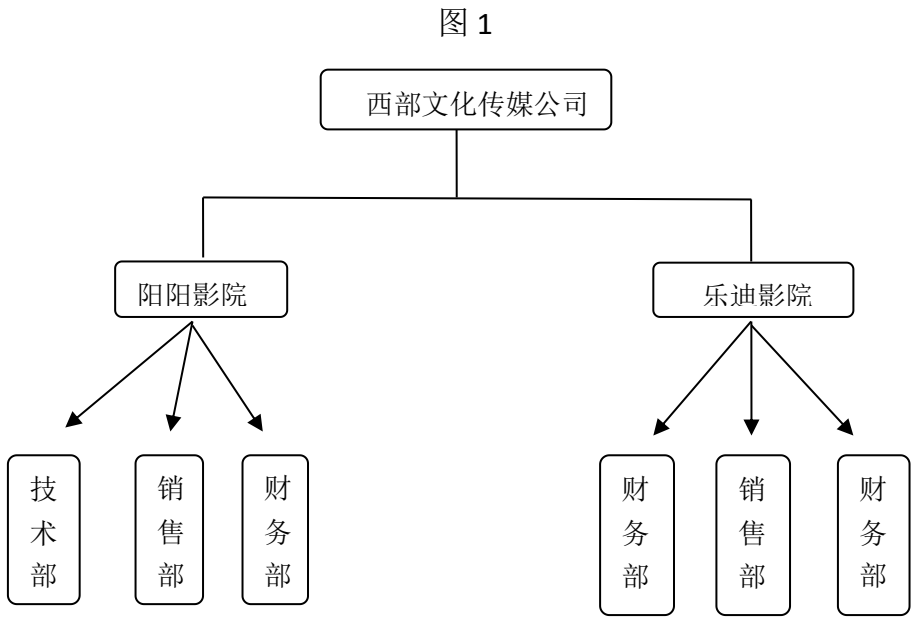 图 1
西部文化传媒公司
阳阳影院
乐迪影院
技术部
销售部
财务部
财务部
销售部
财务部